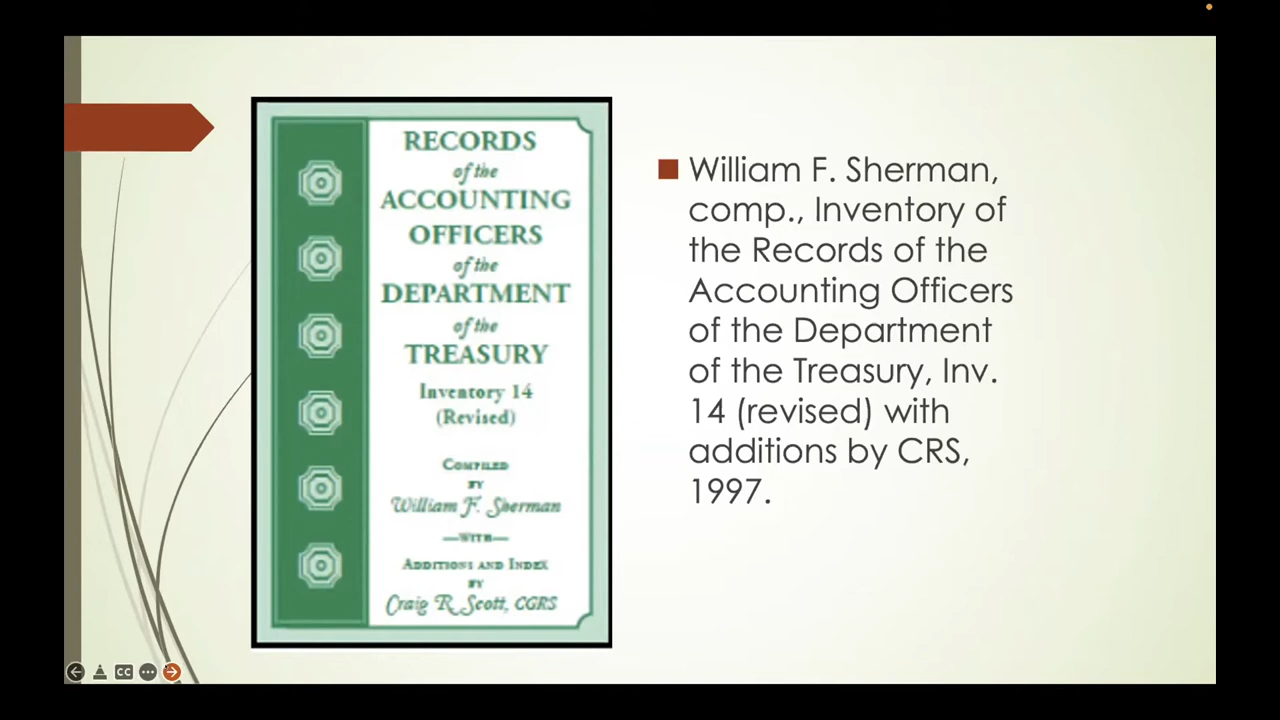 RECORDS
of the
ACCOUNTING
OFFICERS
of the
DEPARTMENT
of the
TREASURY
Inventory 14
(Revised)
COMPILED
BY
William F. Sherman
—WITH—
ADDITIONS AND INDEX
BY
Craig R. Scott, CGRS
William F. Sherman,
comp., Inventory of
the Records of the
Accounting Officers
of the Department
of the Treasury, Inv.
14 (revised) with
additions by CRS,
1997.
CC